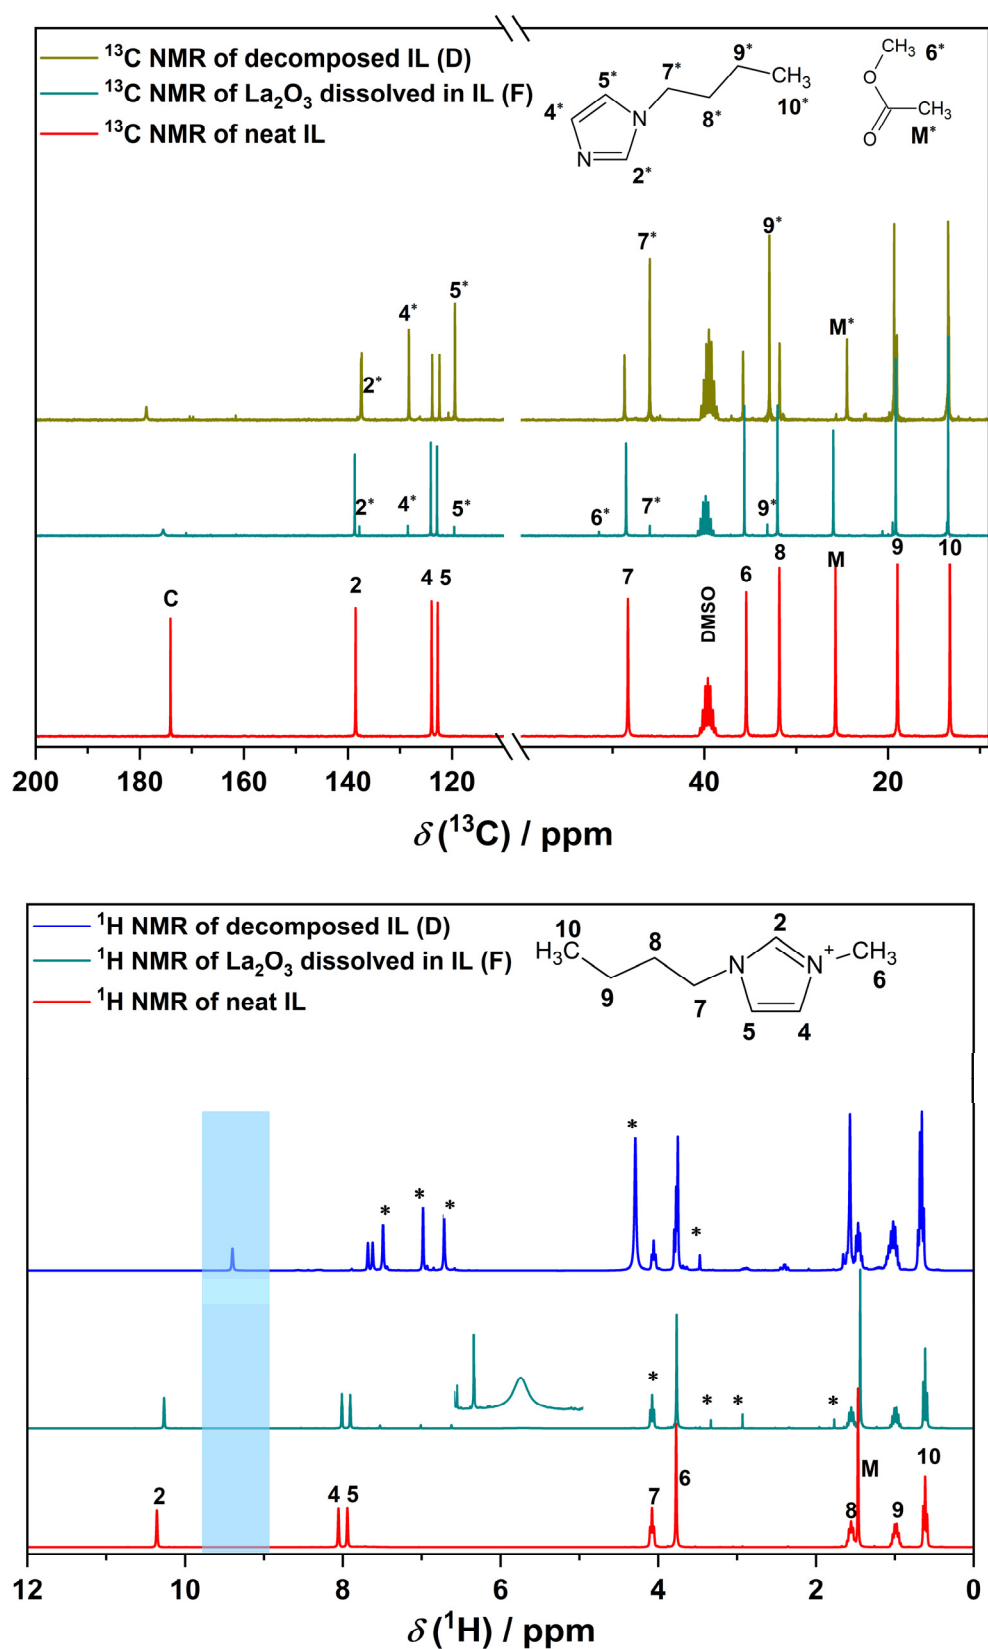 ¹³C NMR of decomposed IL (D)
¹³C NMR of La₂O₃ dissolved in IL (F)
¹³C NMR of neat IL
9*
7*
5*
4*
N
N
2*
8*
CH₃
10*
CH₃
6*
O
O
CH₃
M*
2* 4* 5* 7* 9* M*
2* 4* 5* 6* 7* 9*
C 2 4 5 7 DMSO 6 8 M 9 10
200 180 160 140 120 40 20
δ (¹³C) / ppm
¹H NMR of decomposed IL (D)
¹H NMR of La₂O₃ dissolved in IL (F)
¹H NMR of neat IL
10
H₃C
8
9
7
2
N
N⁺
CH₃
6
5
4
* * * * *
* * * *
2 4 5 7 6 8 M 9 10
12 10 8 6 4 2 0
δ (¹H) / ppm